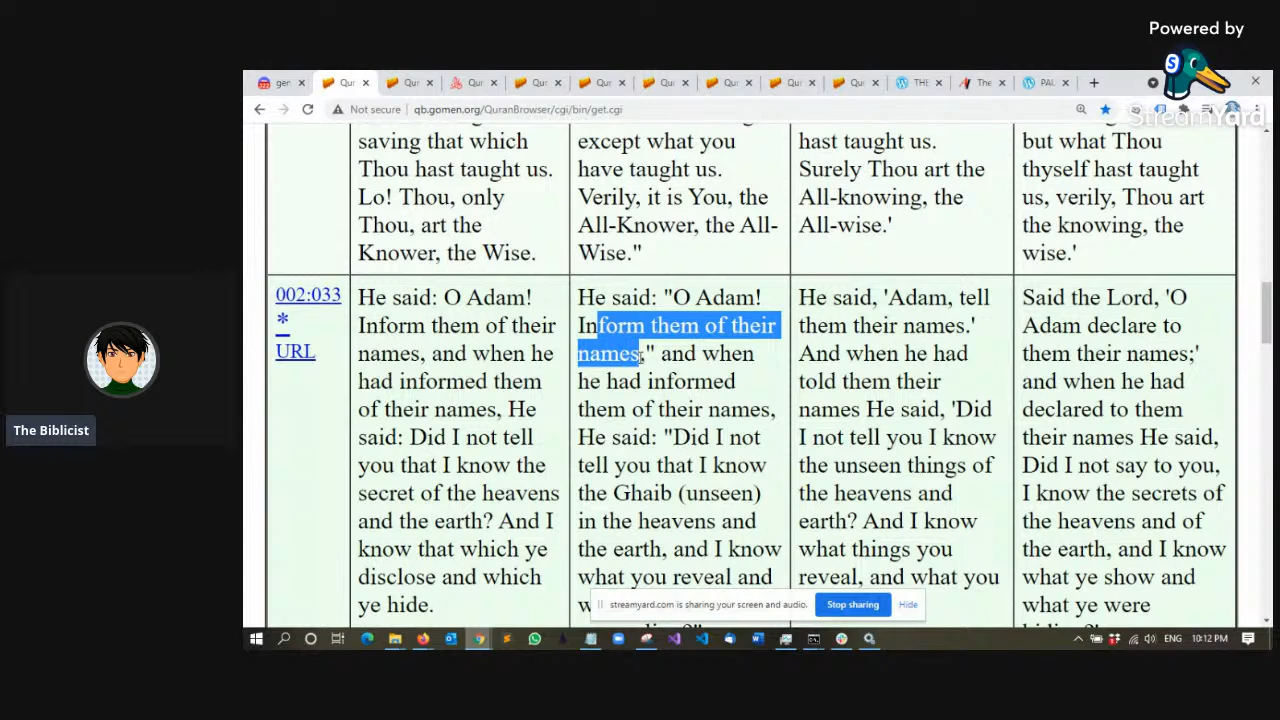 Powered by
StreamYard
gen
Qur
Qur
Qur
Qur
Qur
Qur
Qur
Qur
Qur
THE
The
PAL
Not secure
qb.gomen.org/QuranBrowser/cgi/bin/get.cgi
saving that which
Thou hast taught us.
Lo! Thou, only
Thou, art the
Knower, the Wise.
except what you
have taught us.
Verily, it is You, the
All-Knower, the All-
Wise."
hast taught us.
Surely Thou art the
All-knowing, the
All-wise.'
but what Thou
thyself hast taught
us, verily, Thou art
the knowing, the
wise.'
002:033
*
URL
He said: O Adam!
Inform them of their
names, and when he
had informed them
of their names, He
said: Did I not tell
you that I know the
secret of the heavens
and the earth? And I
know that which ye
disclose and which
ye hide.
He said: "O Adam!
Inform them of their
names," and when
he had informed
them of their names,
He said: "Did I not
tell you that I know
the Ghaib (unseen)
in the heavens and
the earth, and I know
what you reveal and
He said, 'Adam, tell
them their names.'
And when he had
told them their
names He said, 'Did
I not tell you I know
the unseen things of
the heavens and
earth? And I know
what things you
reveal, and what you
Said the Lord, 'O
Adam declare to
them their names;'
and when he had
declared to them
their names He said,
Did I not say to you,
I know the secrets of
the heavens and of
the earth, and I know
what ye show and
what ye were
The Biblicist
streamyard.com is sharing your screen and audio.
Stop sharing
Hide
ENG
10:12 PM